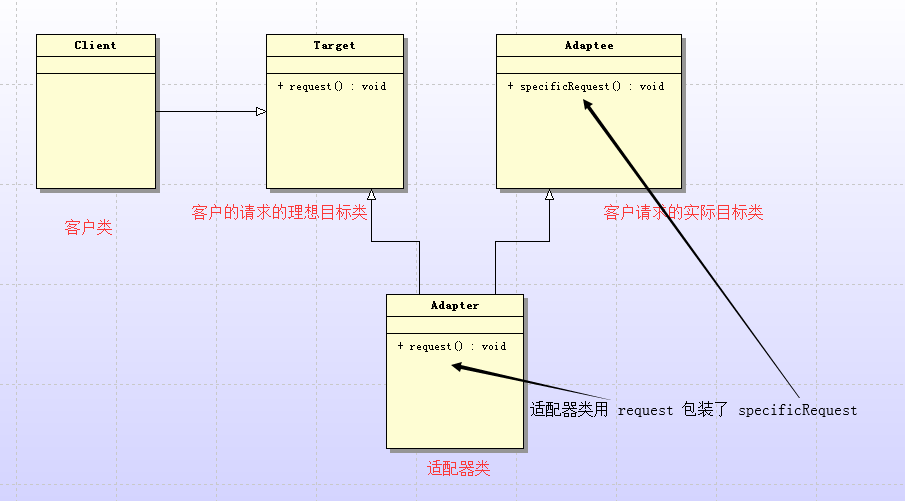 Client
Target
Adaptee
+ request() : void
+ specificRequest() : void
客户类
客户的请求的理想目标类
客户请求的实际目标类
Adapter
+ request() : void
适配器类用 request 包装了 specificRequest
适配器类